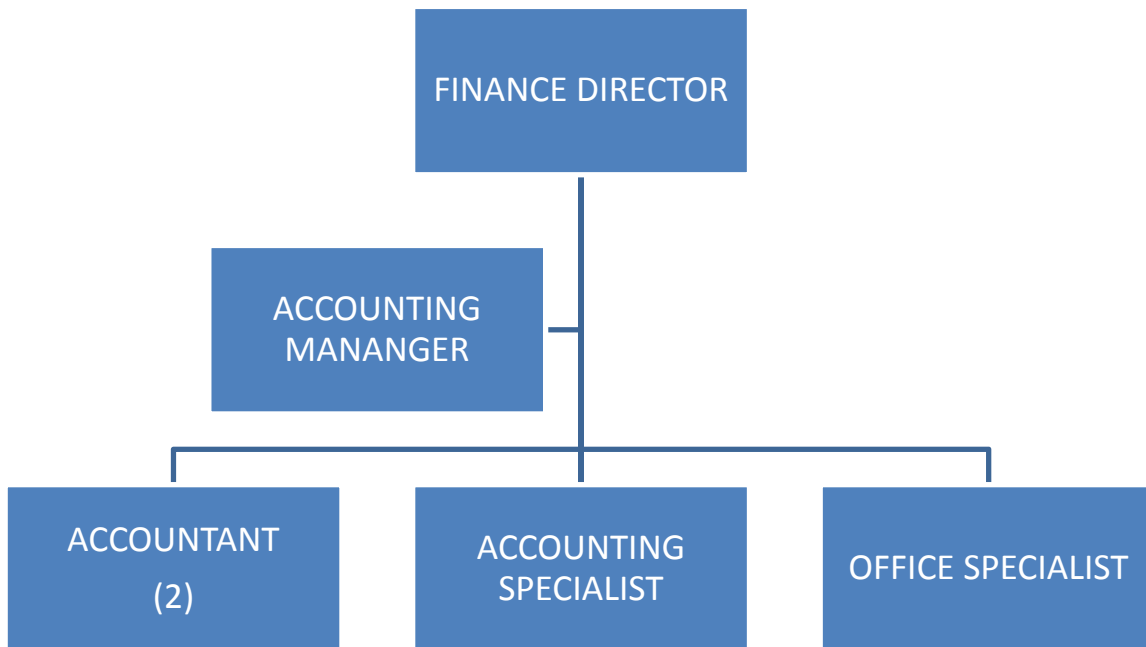 FINANCE DIRECTOR
ACCOUNTING
MANANGER
ACCOUNTANT
(2)
ACCOUNTING
SPECIALIST
OFFICE SPECIALIST